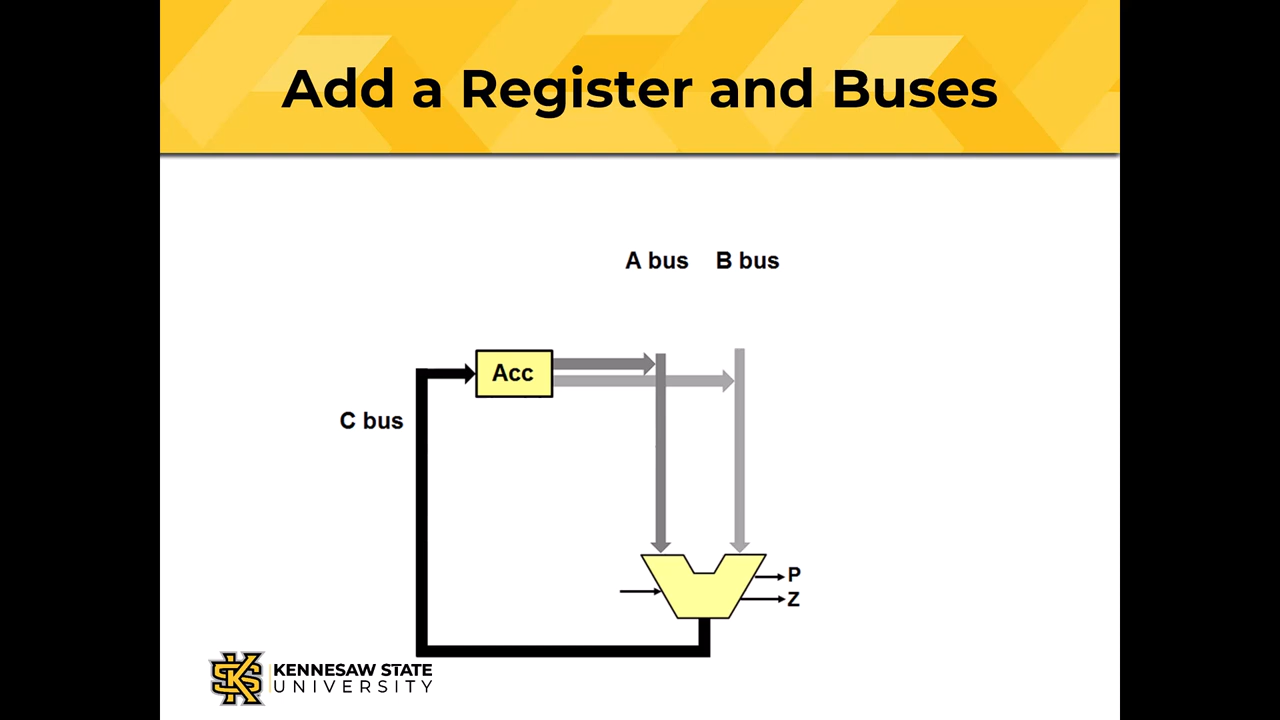 Add a Register and Buses
A bus B bus
Acc
C bus
P
Z
KENNESAW STATE
UNIVERSITY